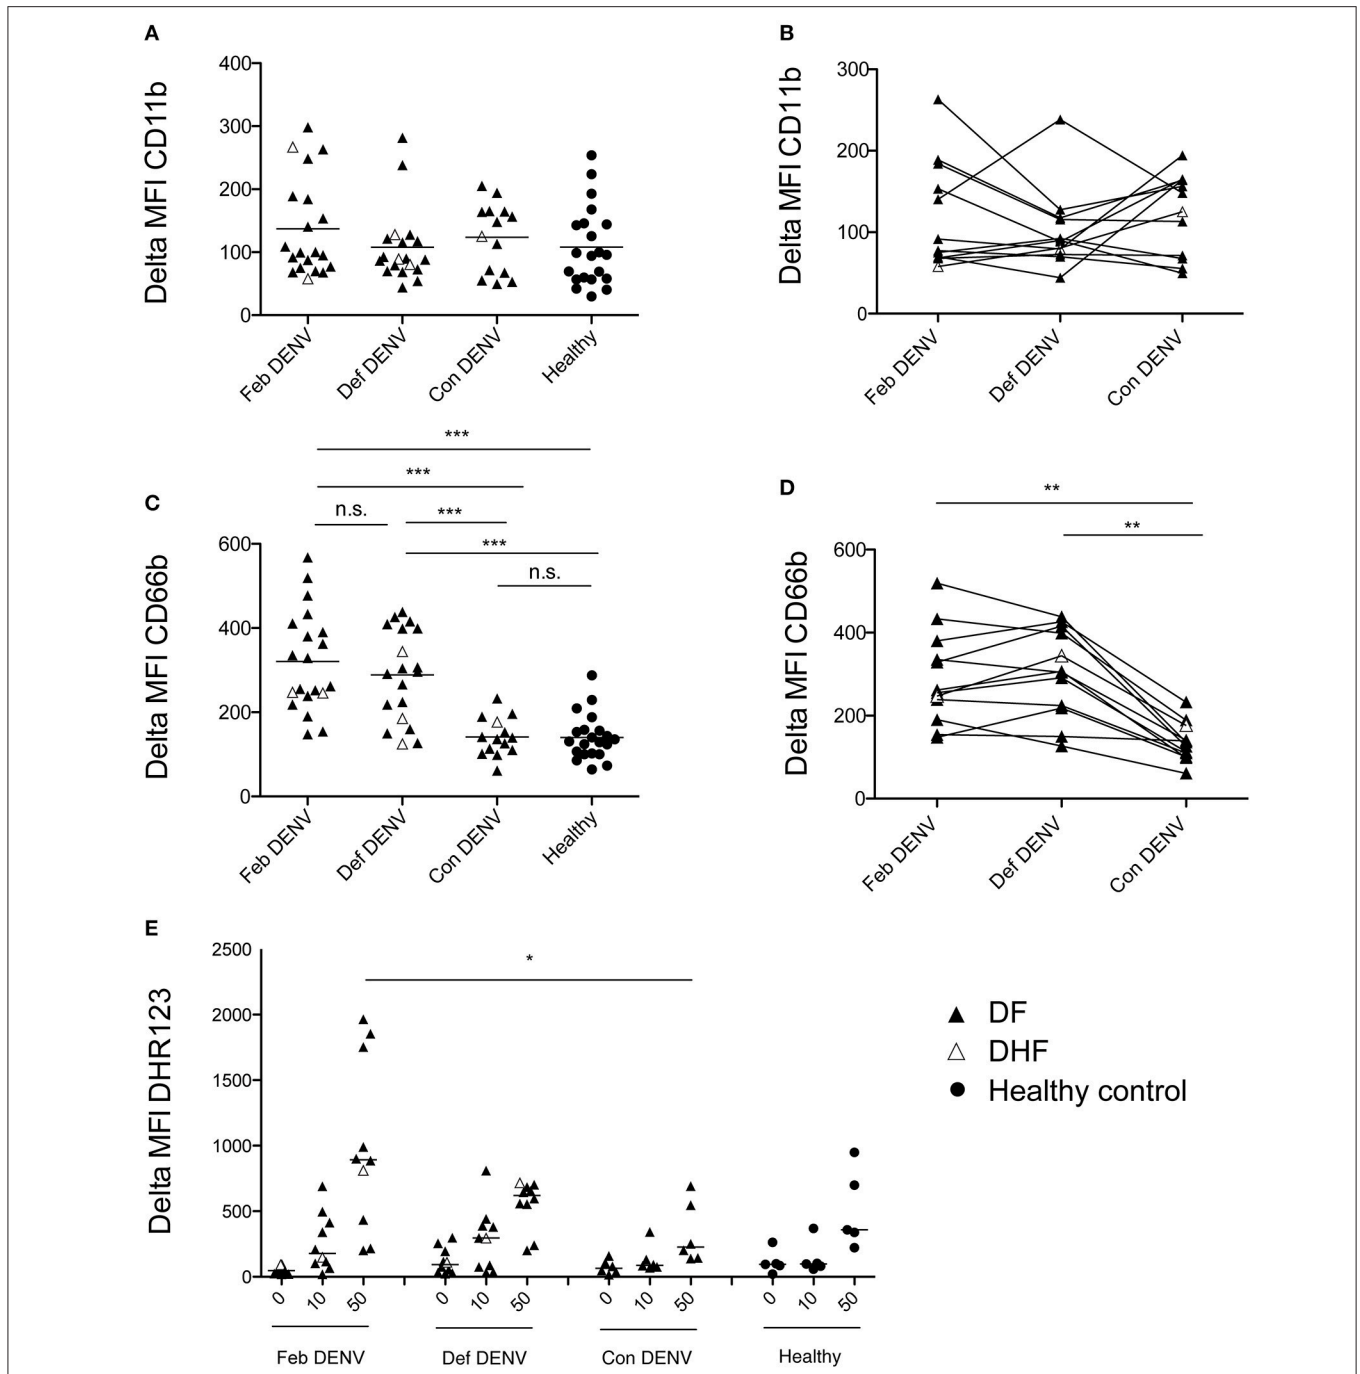 A
Delta MFI CD11b
400
300
200
100
0
Feb DENV
Def DENV
Con DENV
Healthy
B
Delta MFI CD11b
300
200
100
0
Feb DENV
Def DENV
Con DENV
C
***
***
n.s.
***
***
n.s.
Delta MFI CD66b
600
400
200
0
Feb DENV
Def DENV
Con DENV
Healthy
D
**
**
Delta MFI CD66b
600
400
200
0
Feb DENV
Def DENV
Con DENV
E
*
Delta MFI DHR123
2500
2000
1500
1000
500
0
0 10 50 0 10 50 0 10 50 0 10 50
Feb DENV Def DENV Con DENV Healthy
DF
DHF
Healthy control